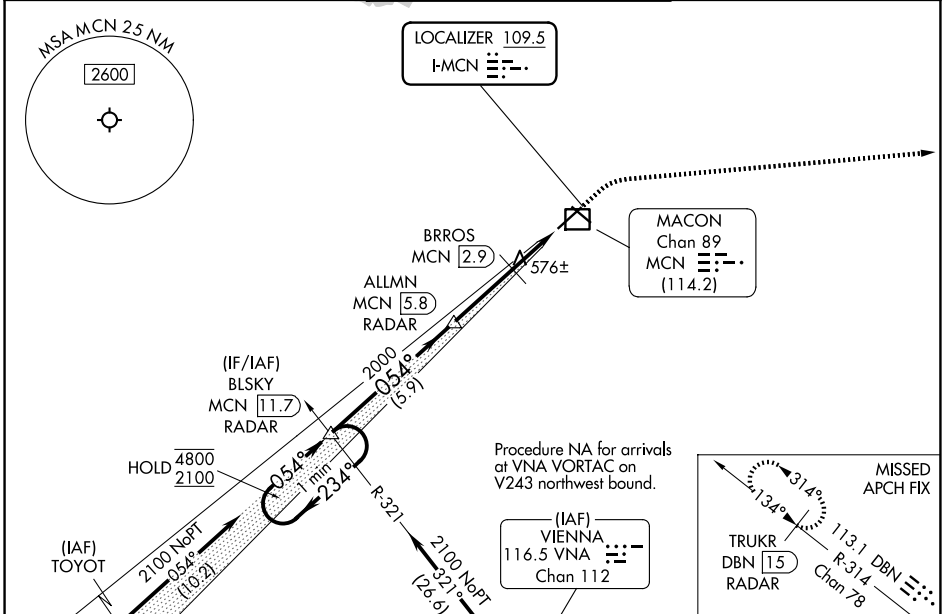 MSA MCN 25 NM
2600
LOCALIZER 109.5
I-MCN
MACON
Chan 89
MCN
(114.2)
BRROS
MCN 2.9
576±
ALLMN
MCN 5.8
RADAR
2000
054°
(5.9)
(IF/IAF)
BLSKY
MCN 11.7
RADAR
HOLD 4800
2100
054°
1 min
234°
R-321
Procedure NA for arrivals
at VNA VORTAC on
V243 northwest bound.
(IAF)
VIENNA
116.5 VNA
Chan 112
2100 NoPT
321°
(26.6)
(IAF)
TOYOT
2100 NoPT
054°
(10.2)
MISSED
APCH FIX
314°
134°
TRUKR
DBN 15
RADAR
113.1 DBN
R-314
Chan 78